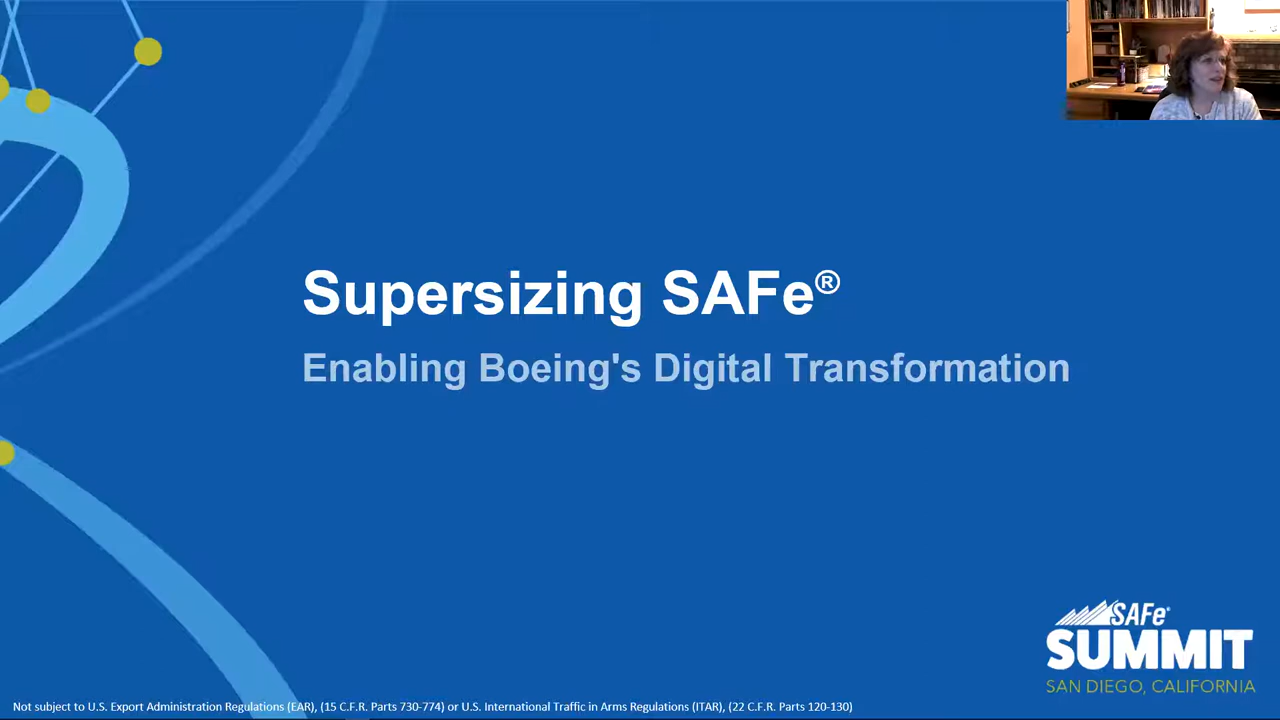 Supersizing SAFe®
Enabling Boeing's Digital Transformation
SAFe®
SUMMIT
SAN DIEGO, CALIFORNIA
Not subject to U.S. Export Administration Regulations (EAR), (15 C.F.R. Parts 730-774) or U.S. International Traffic in Arms Regulations (ITAR), (22 C.F.R. Parts 120-130)